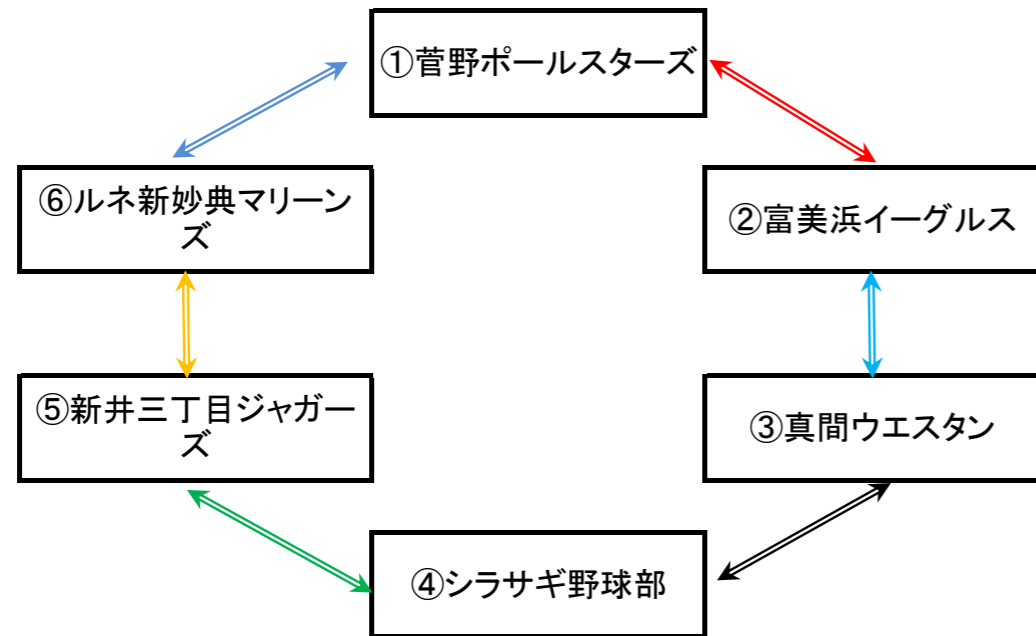 ①菅野ポールスターズ
⑥ルネ新妙典マリーン
ズ
②富美浜イーグルス
⑤新井三丁目ジャガー
ズ
③真間ウエスタン
④シラサギ野球部